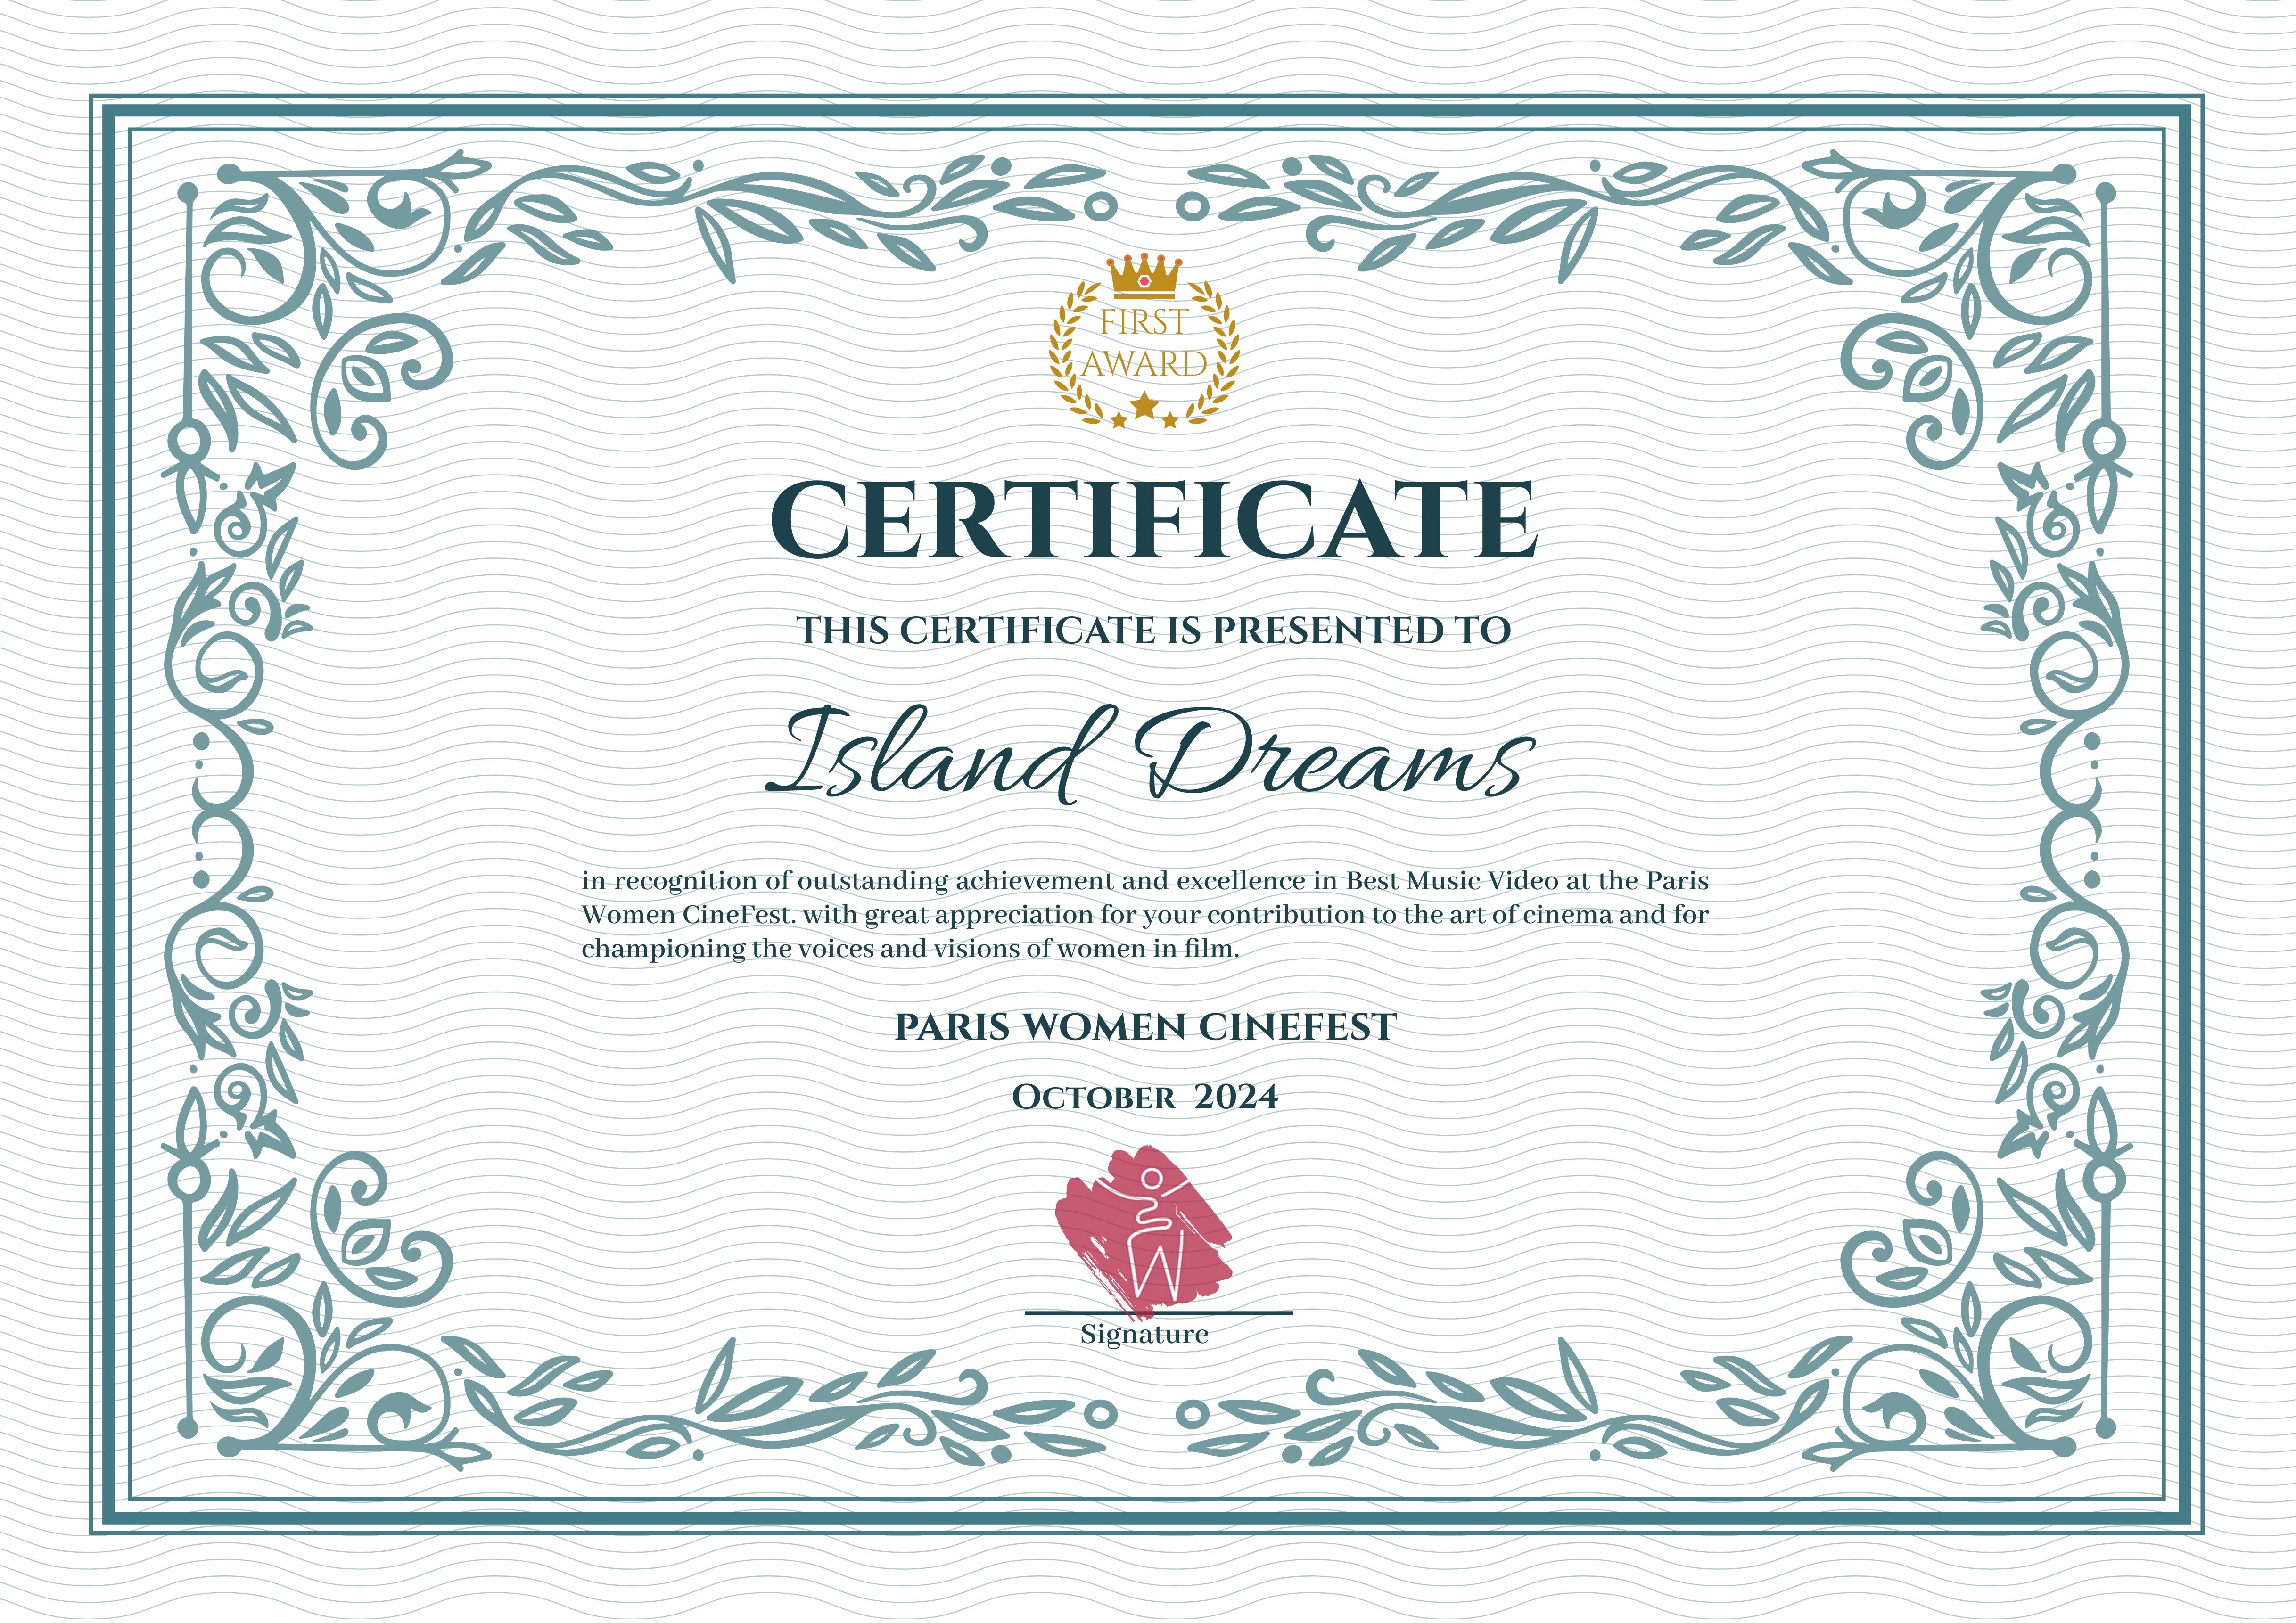 FIRST
AWARD
CERTIFICATE
THIS CERTIFICATE IS PRESENTED TO
Island Dreams
in recognition of outstanding achievement and excellence in Best Music Video at the Paris
Women CineFest. with great appreciation for your contribution to the art of cinema and for
championing the voices and visions of women in film.
PARIS WOMEN CINEFEST
October 2024
W
Signature